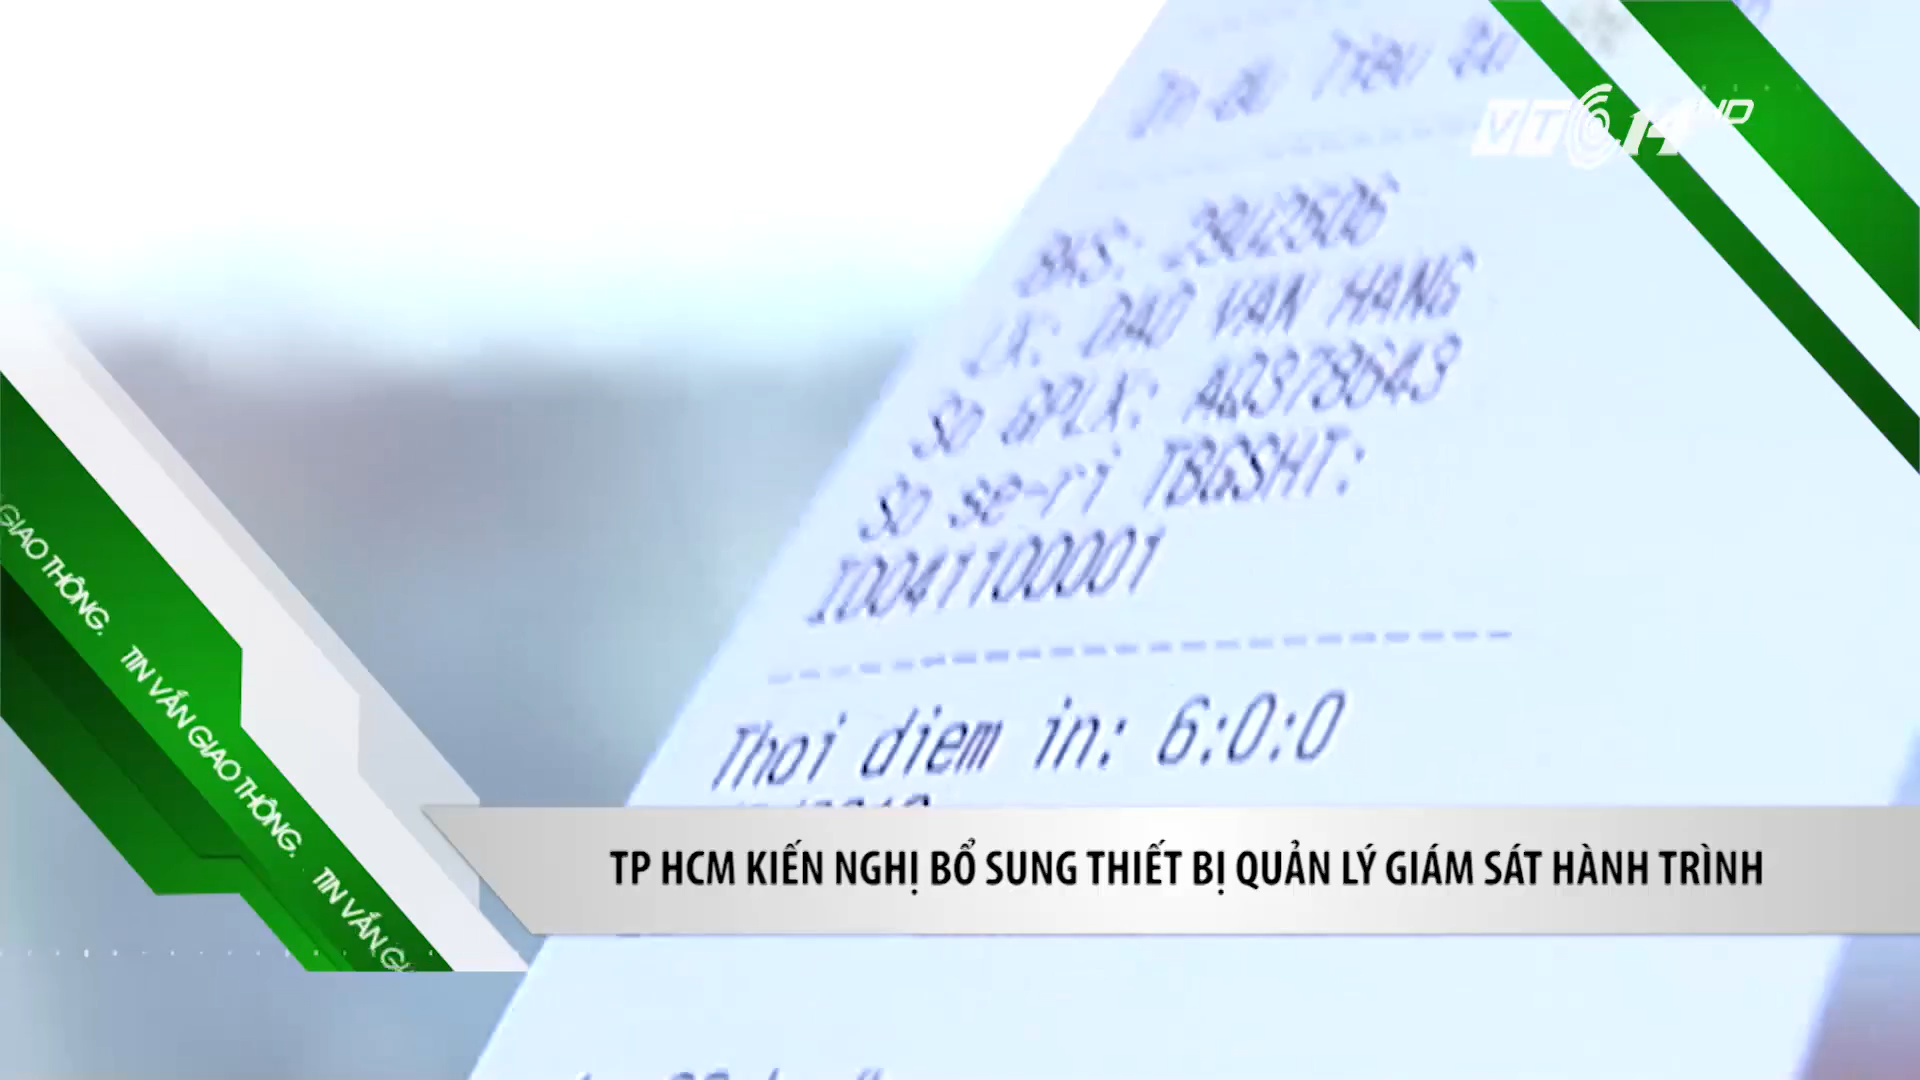 VTC14 HD
BKS:
LX: DAO VAN HANG
So GPLX: AQ378643
So se-ri TBGSHT:
ID041100001
Thoi diem in: 6:0:0
GIAO THÔNG. TIN VẮN GIAO THÔNG. TIN VẮN
TP HCM KIẾN NGHỊ BỔ SUNG THIẾT BỊ QUẢN LÝ GIÁM SÁT HÀNH TRÌNH